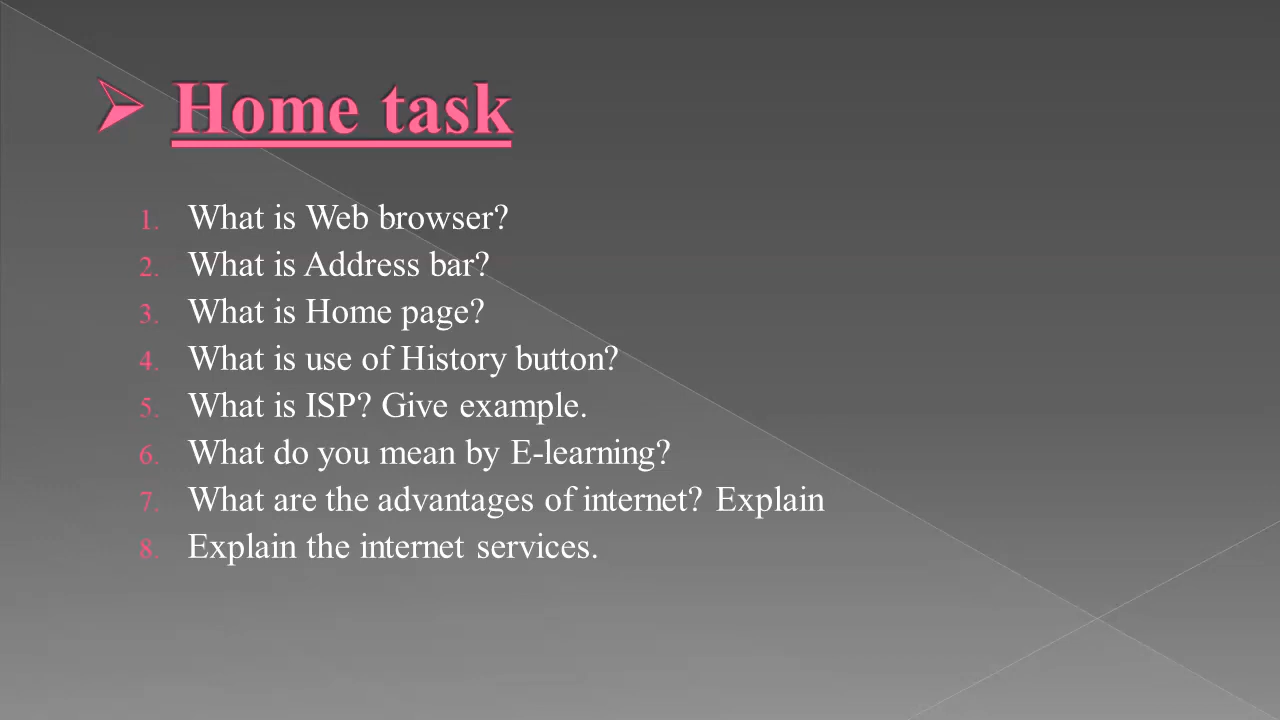 ➢ Home task
1. What is Web browser?
2. What is Address bar?
3. What is Home page?
4. What is use of History button?
5. What is ISP? Give example.
6. What do you mean by E-learning?
7. What are the advantages of internet? Explain
8. Explain the internet services.